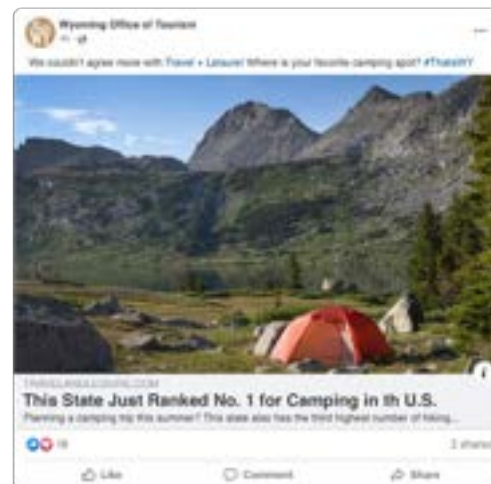 Wyoming Office of Tourism
We couldn't agree more with Travel + Leisure! Where is your favorite camping spot? #ThatsWY
TRAVELANDLEISURE.COM
This State Just Ranked No. 1 for Camping in th U.S.
Planning a camping trip this summer? This state also has the third highest number of hiking...
2 shares
Like
Comment
Share